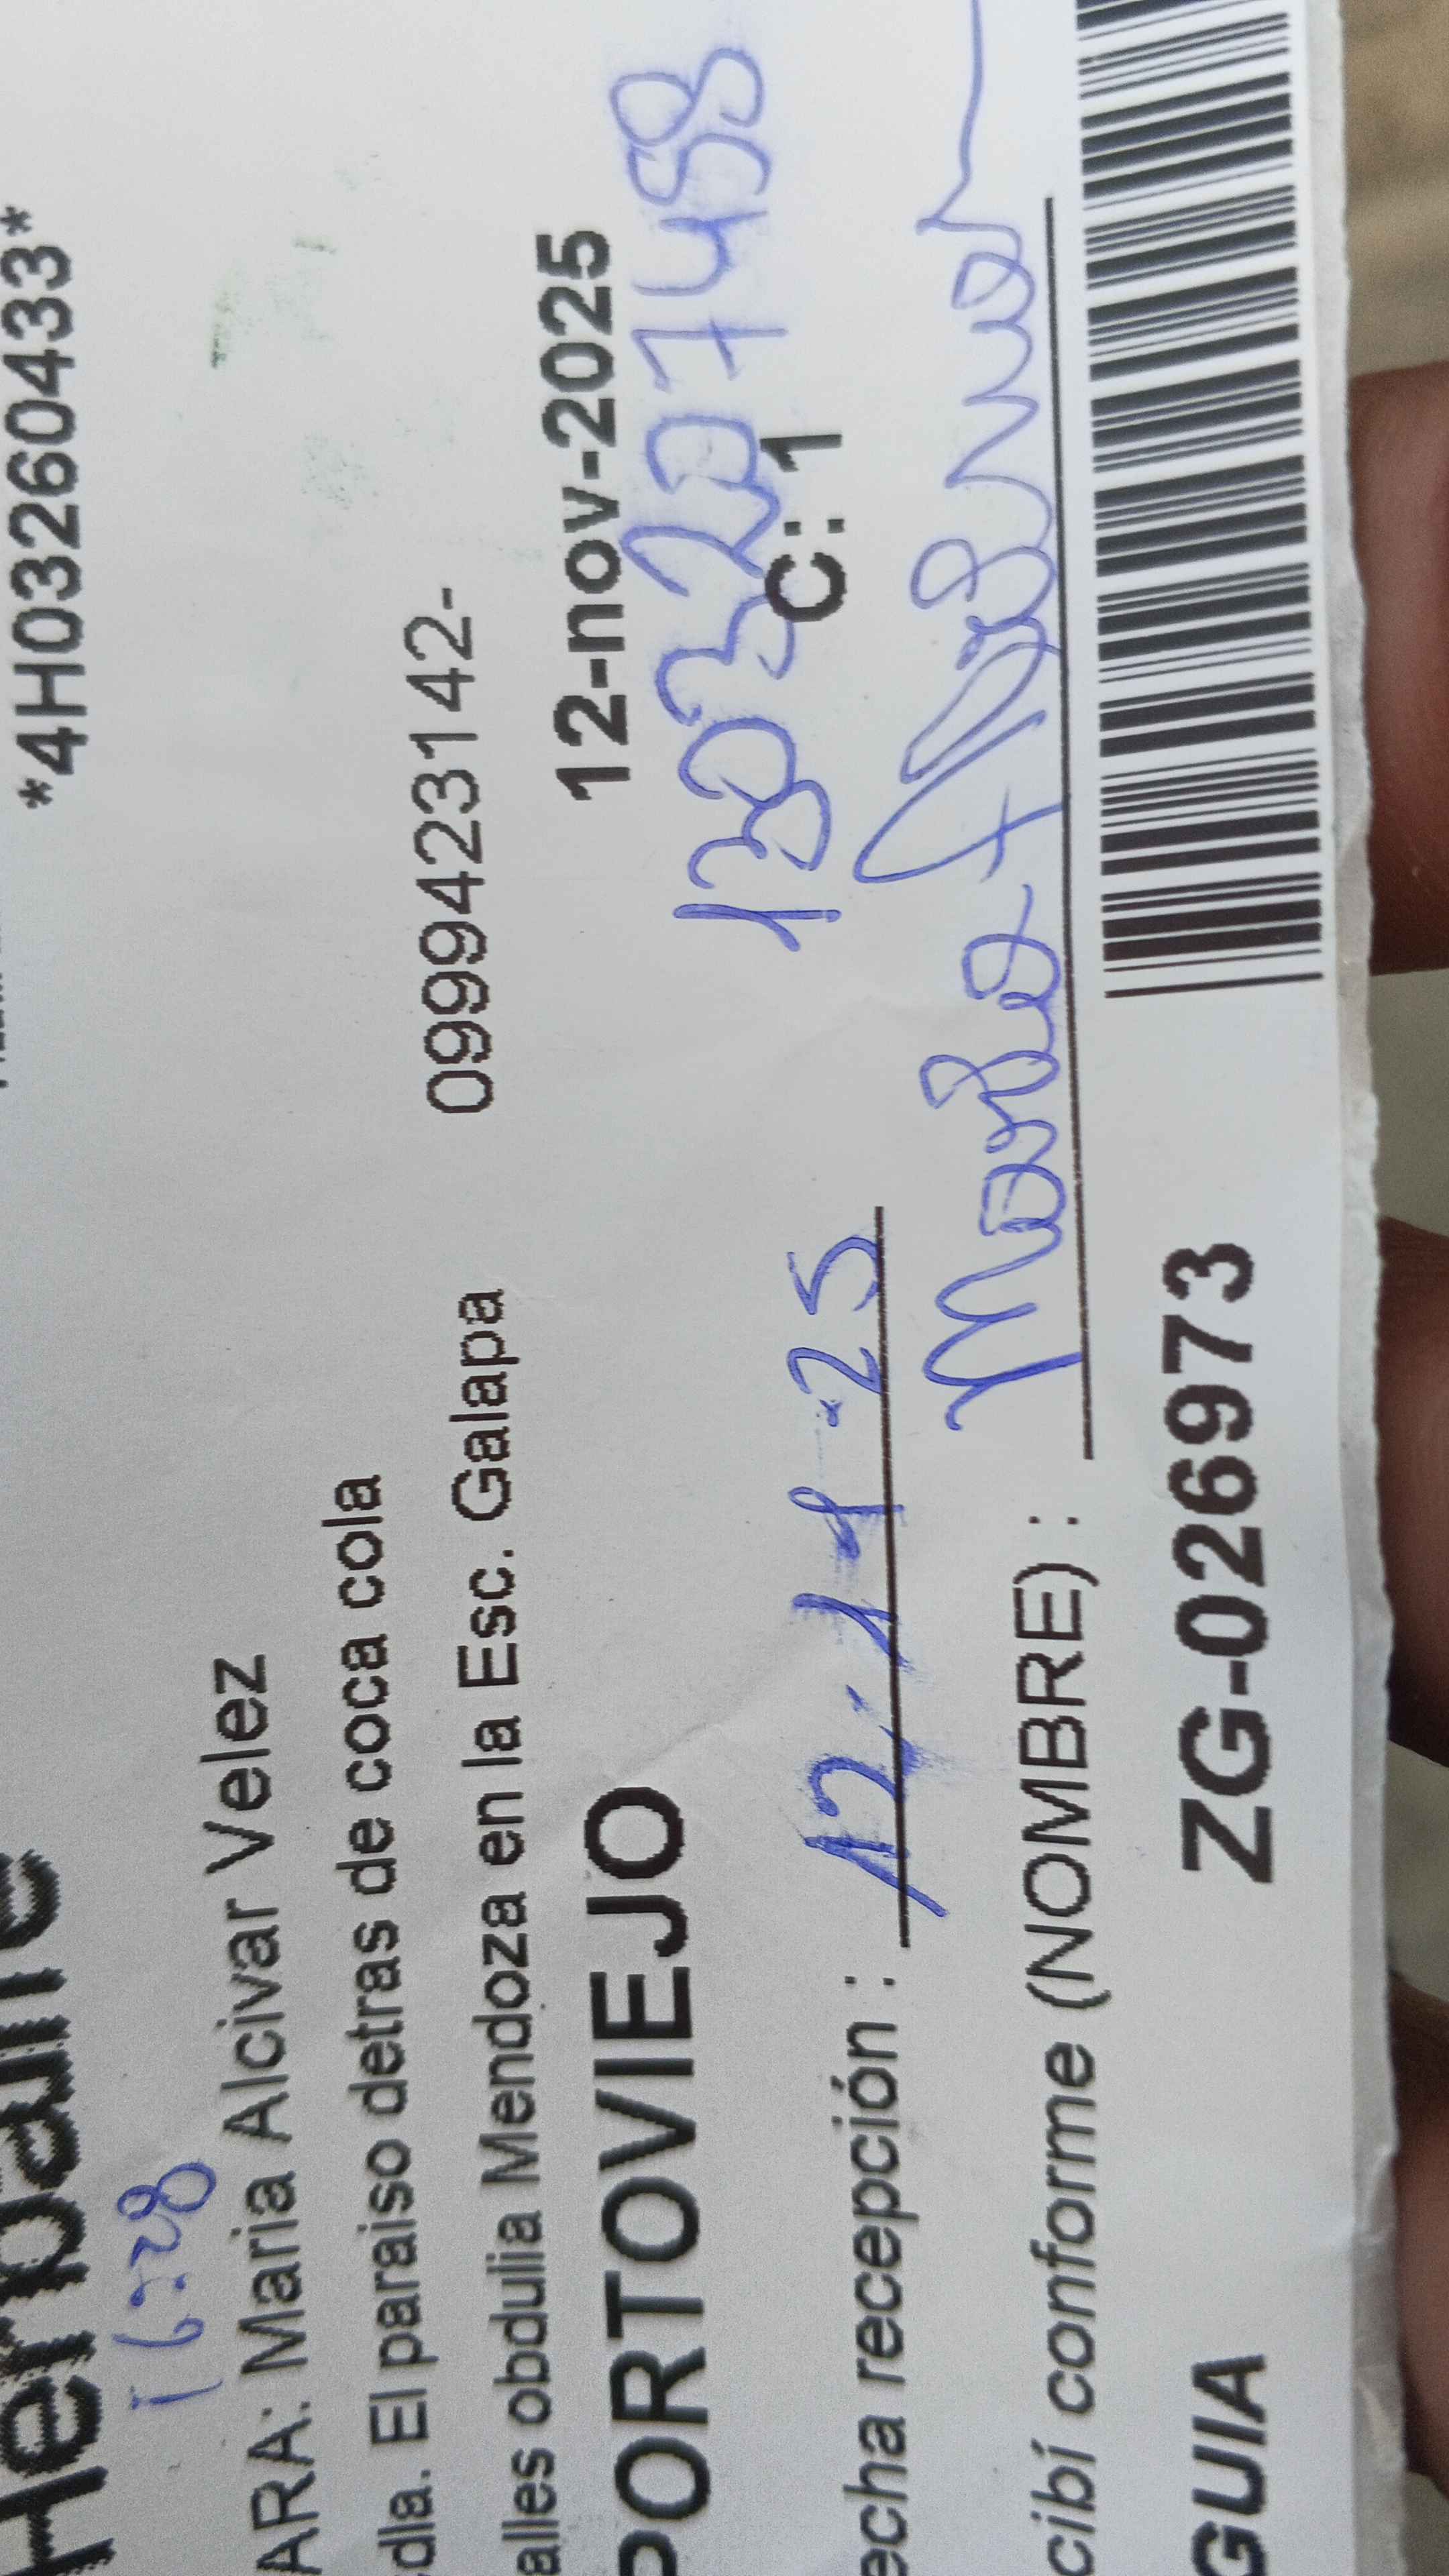 *4H03260433*
16:28
ARA: Maria Alcivar Velez
dla. El paraiso detras de coca cola 0999423142-
alles obdulia Mendoza en la Esc. Galapa
PORTOVIEJO 12-nov-2025
1303207458
C: 1
echa recepción : 12-11-25
cibí conforme (NOMBRE) : Maria
GUIA ZG-026973